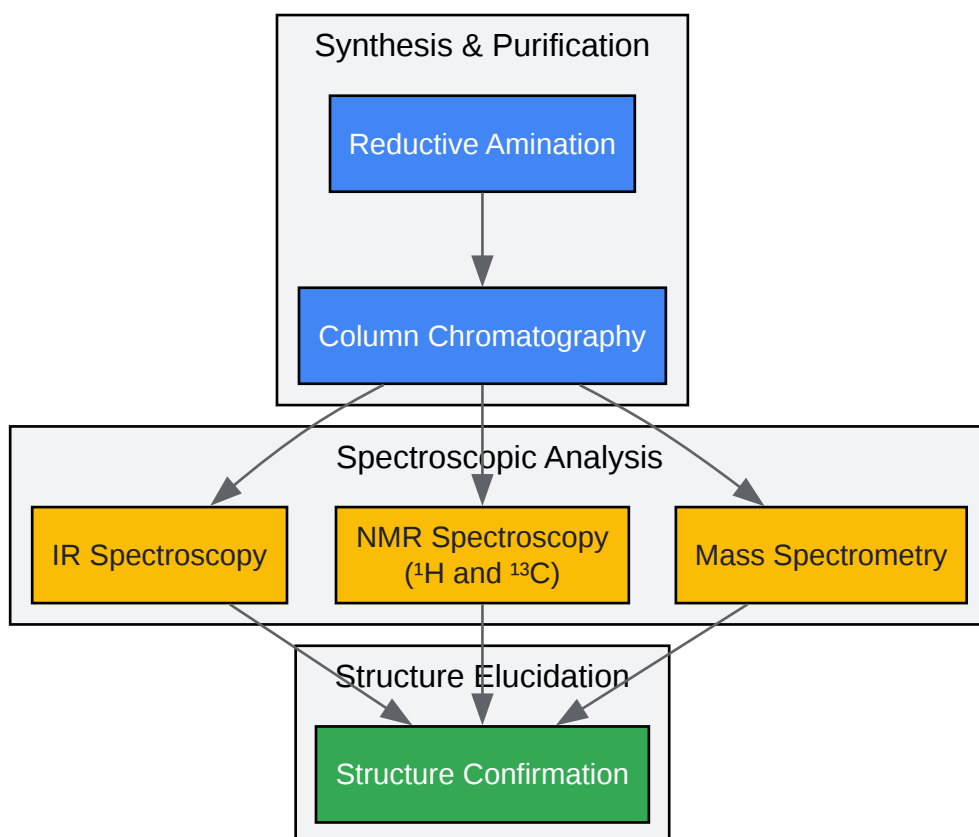 Synthesis & Purification
Reductive Amination
Column Chromatography
Spectroscopic Analysis
IR Spectroscopy
NMR Spectroscopy
(¹H and ¹³C)
Mass Spectrometry
Structure Elucidation
Structure Confirmation